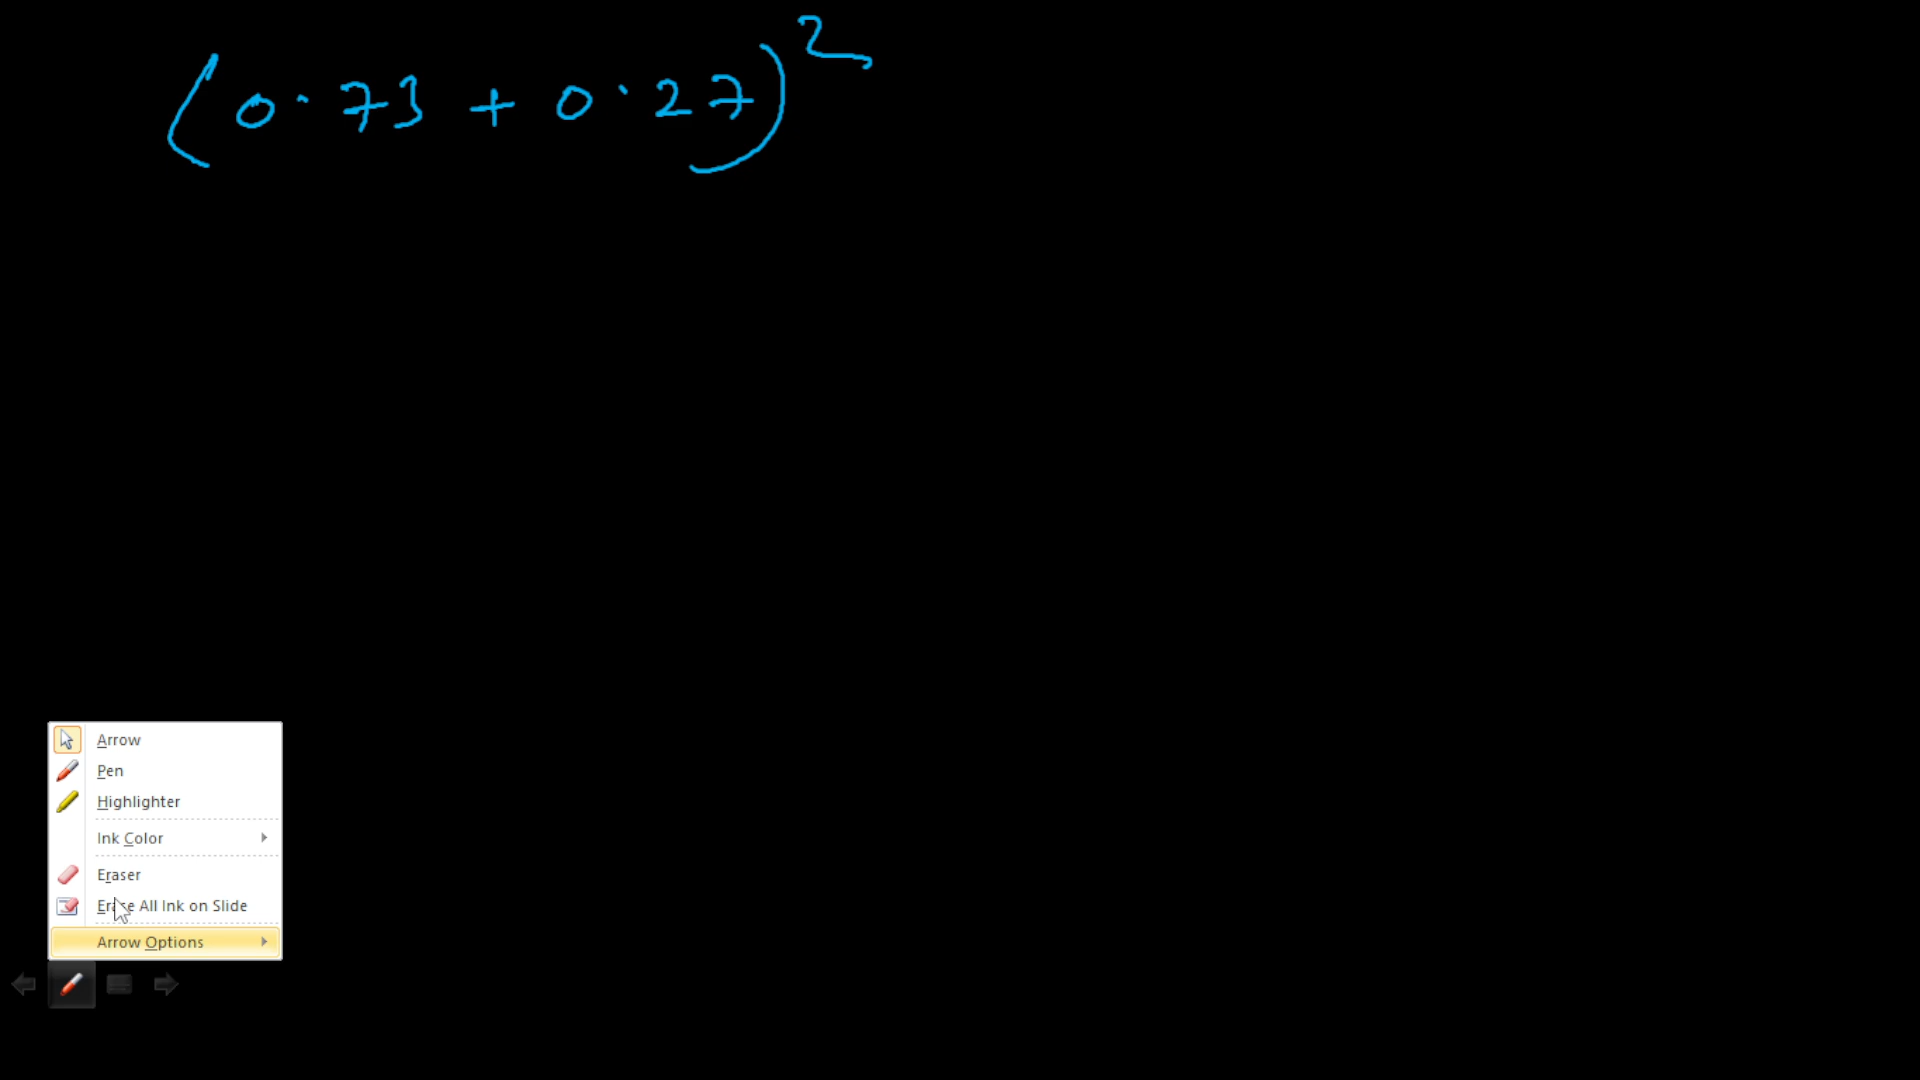 (0.73 + 0.27)²
Arrow
Pen
Highlighter
Ink Color
Eraser
Erase All Ink on Slide
Arrow Options